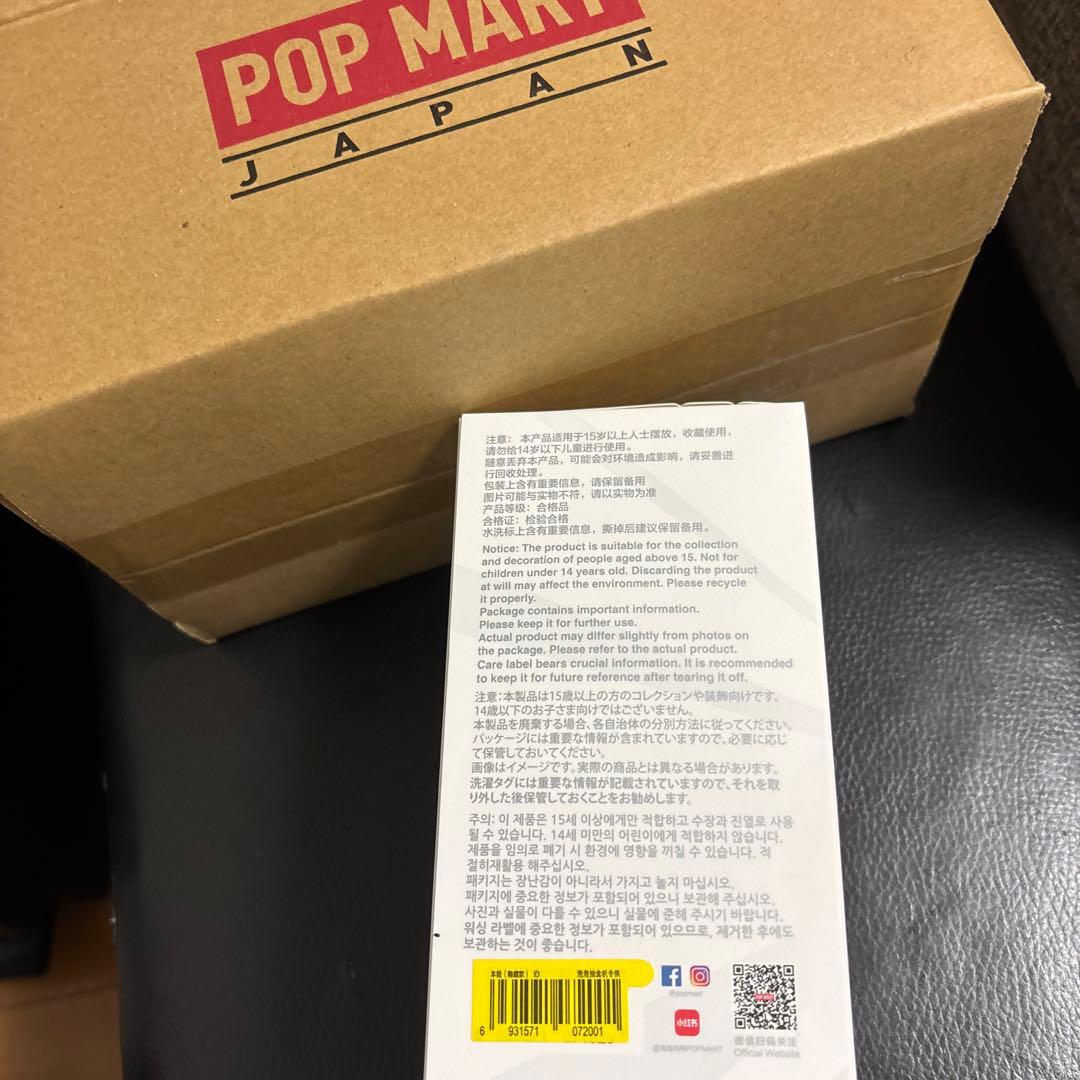 POP MART
JAPAN
注意： 本产品适用于15岁以上人士摆放，收藏使用，
请勿给14岁以下儿童进行使用。
随意丢弃本产品，可能会对环境造成影响，请妥善进
行回收处理。
包装上含有重要信息，请保留备用
图片可能与实物不符，请以实物为准
产品等级：合格品
合格证：检验合格
水洗标上含有重要信息，撕掉后建议保留备用。
Notice: The product is suitable for the collection
and decoration of people aged above 15. Not for
children under 14 years old. Discarding the product
at will may affect the environment. Please recycle
it properly.
Package contains important information.
Please keep it for further use.
Actual product may differ slightly from photos on
the package. Please refer to the actual product.
Care label bears crucial information. It is recommended
to keep it for future reference after tearing it off.
注意：本製品は15歳以上の方のコレクションや装飾向けです。
14歳以下のお子さま向けではございません。
本製品を廃棄する場合、各自治体の分別方法に従ってください。
パッケージには重要な情報が含まれていますので、必要に応じ
て保管しておいてください。
画像はイメージです。実際の商品とは異なる場合があります。
洗濯タグには重要な情報が記載されていますので、それを取
り外した後保管しておくことをお勧めします。
주의: 이 제품은 15세 이상에게만 적합하고 수장과 진열로 사용
될 수 있습니다. 14세 미만의 어린이에게 적합하지 않습니다.
제품을 임의로 폐기 시 환경에 영향을 끼칠 수 있습니다. 적
절히재활용 해주십시오.
패키지는 장난감이 아니라서 가지고 놀지 마십시오.
패키지에 중요한 정보가 포함되어 있으니 보관해 주십시오.
사진과 실물이 다를 수 있으니 실물에 준해 주시기 바랍니다.
워싱 라벨에 중요한 정보가 포함되어 있으므로, 제거한 후에도
보관하는 것이 좋습니다.
本我（隐藏款）ID 泡泡抽盒机专供
6 931571 072001
@popmart
小红书
POPMART
微信扫码关注
Official Website